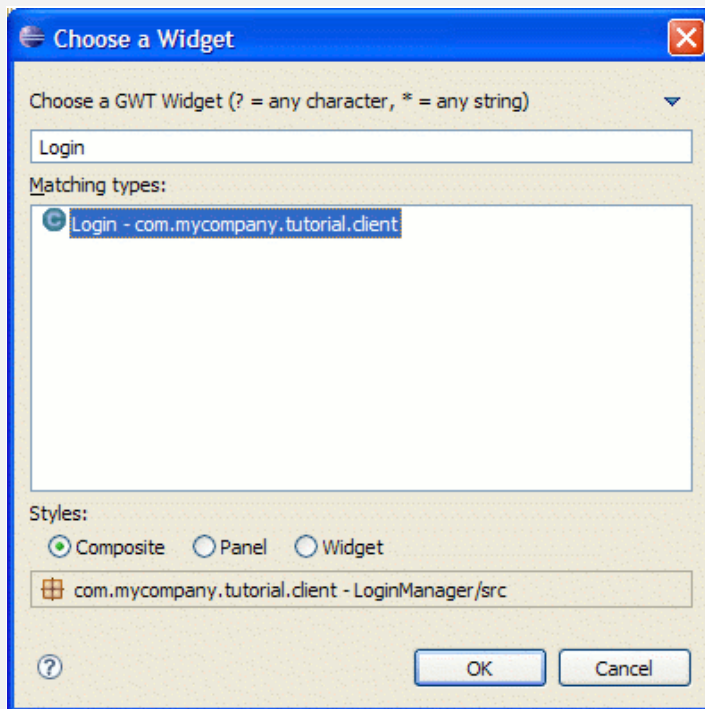 Choose a Widget
Choose a GWT Widget (? = any character, * = any string)
Login
Matching types:
Login - com.mycompany.tutorial.client
Styles:
Composite Panel Widget
com.mycompany.tutorial.client - LoginManager/src
OK Cancel